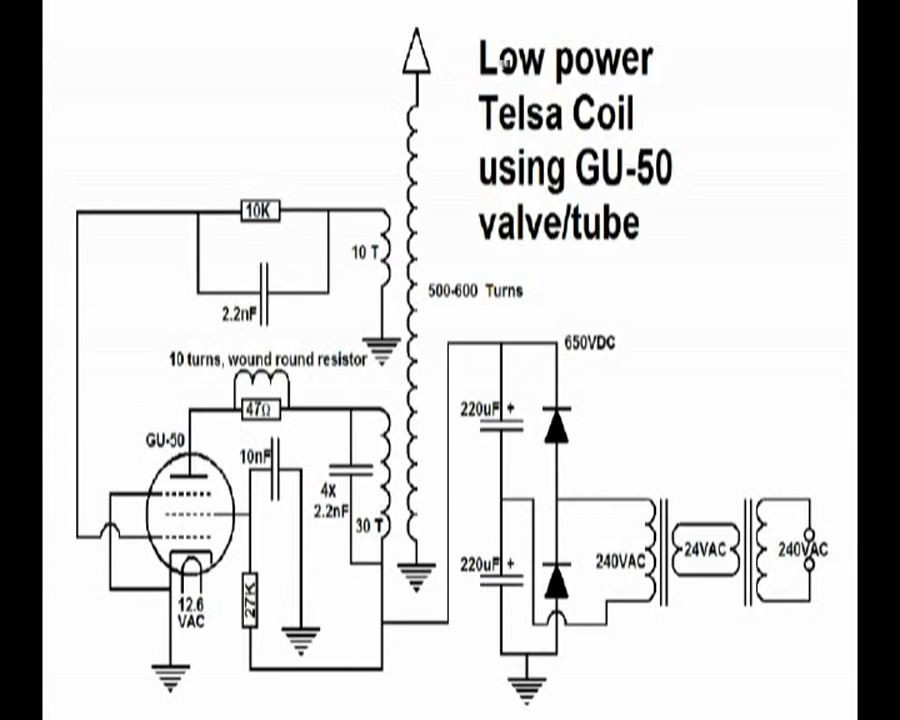 Low power
Telsa Coil
using GU-50
valve/tube
10K
10 T
2.2nF
500-600 Turns
10 turns, wound round resistor
650VDC
47Ω
220uF +
GU-50
10nF
4x
2.2nF
30 T
220uF +
240VAC
24VAC
240VAC
27K
12.6
VAC